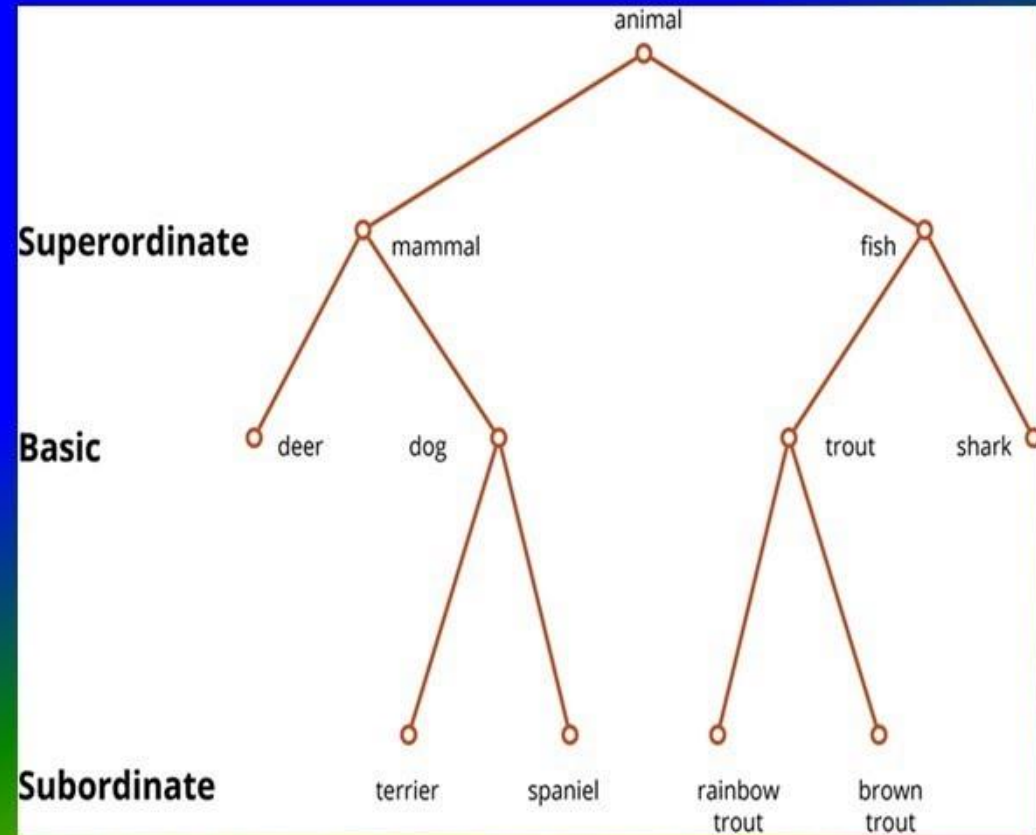 animal
Superordinate
mammal
fish
Basic
deer
dog
trout
shark
Subordinate
terrier
spaniel
rainbow
trout
brown
trout